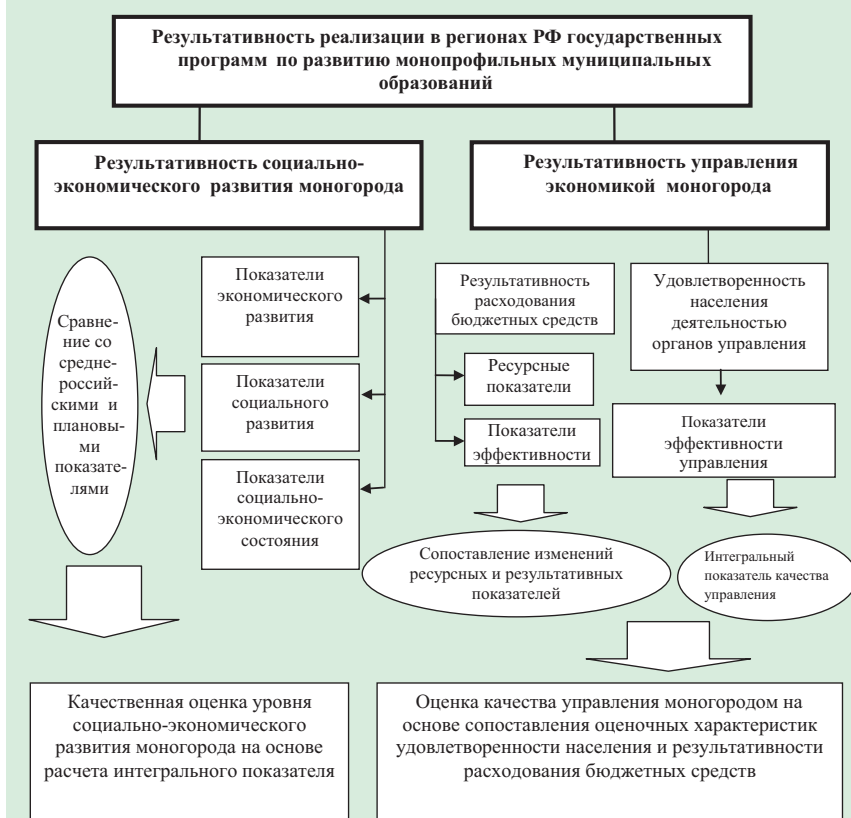 Результативность реализации в регионах РФ государственных
программ по развитию монопрофильных муниципальных
образований
Результативность социально-
экономического развития моногорода
Результативность управления
экономикой моногорода
Сравне-
ние со
средне-
россий-
скими и
плановы-
ми
показате-
лями
Показатели
экономического
развития
Показатели
социального
развития
Показатели
социально-
экономического
состояния
Результативность
расходования
бюджетных средств
Ресурсные
показатели
Показатели
эффективности
Удовлетворенность
населения
деятельностью
органов управления
Показатели
эффективности
управления
Сопоставление изменений
ресурсных и результативных
показателей
Интегральный
показатель качества
управления
Качественная оценка уровня
социально-экономического
развития моногорода на основе
расчета интегрального показателя
Оценка качества управления моногородом на
основе сопоставления оценочных характеристик
удовлетворенности населения и результативности
расходования бюджетных средств